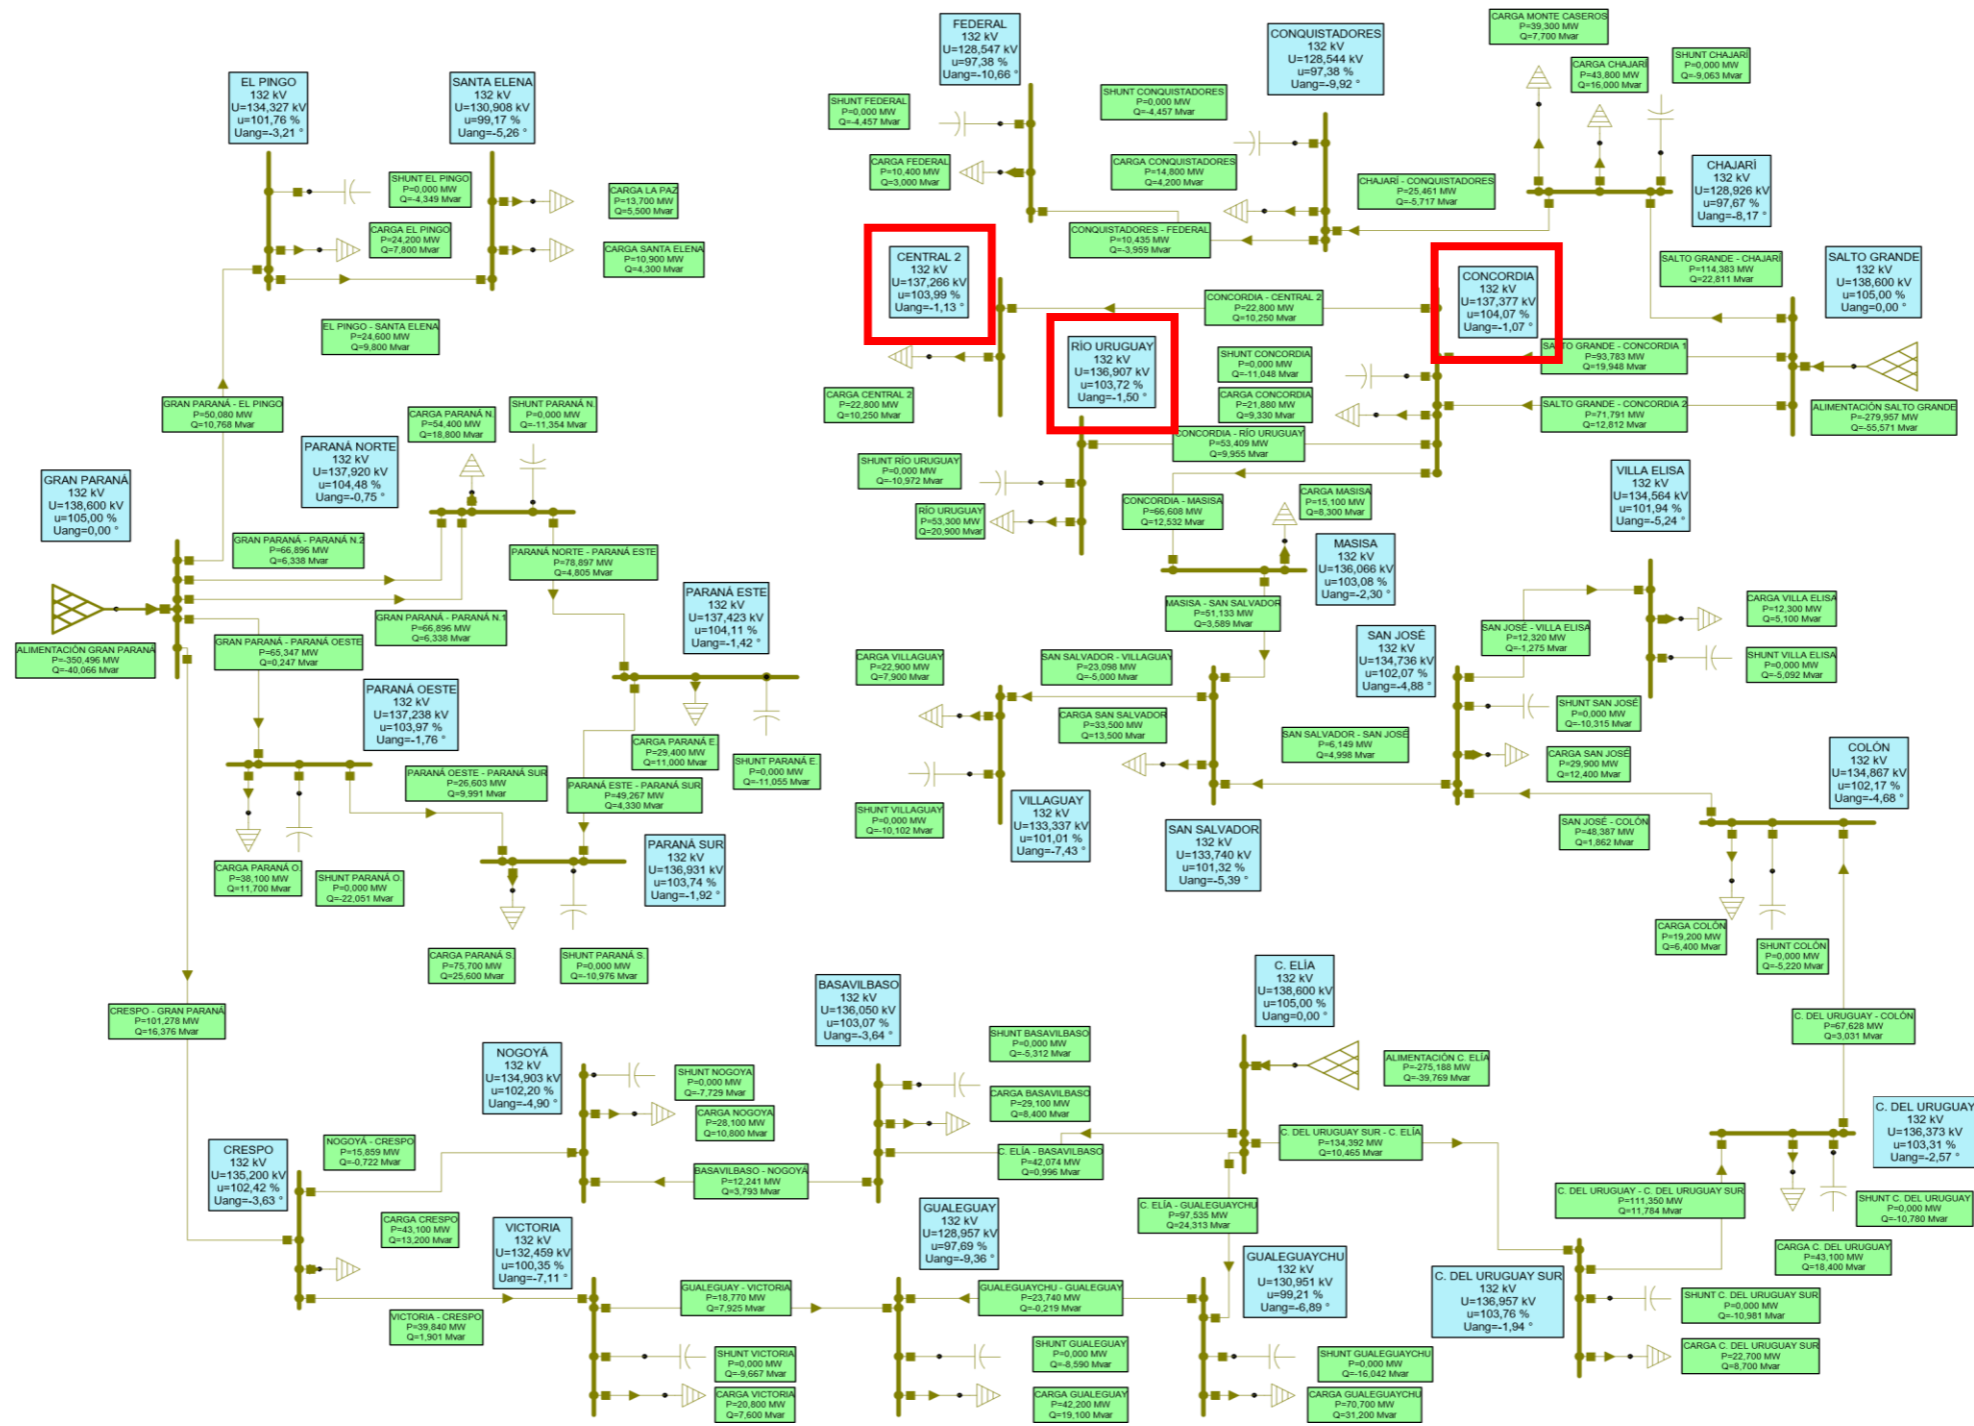 FEDERAL
132 kV
U=128,547 kV
u=97,38 %
Uang=-10,66 °
CONQUISTADORES
132 kV
U=128,544 kV
u=97,38 %
Uang=-9,92 °
CARGA MONTE CASEROS
P=39,300 MW
Q=7,700 Mvar
SHUNT CHAJARÍ
P=0,000 MW
Q=-9,063 Mvar
CARGA CHAJARÍ
P=43,800 MW
Q=16,000 Mvar
EL PINGO
132 kV
U=134,327 kV
u=101,76 %
Uang=-3,21 °
SANTA ELENA
132 kV
U=130,908 kV
u=99,17 %
Uang=-5,26 °
SHUNT FEDERAL
P=0,000 MW
Q=-4,457 Mvar
SHUNT CONQUISTADORES
P=0,000 MW
Q=-4,457 Mvar
CARGA FEDERAL
P=10,400 MW
Q=3,000 Mvar
CARGA CONQUISTADORES
P=14,800 MW
Q=4,200 Mvar
CHAJARÍ - CONQUISTADORES
P=25,461 MW
Q=-5,717 Mvar
CHAJARÌ
132 kV
U=128,926 kV
u=97,67 %
Uang=-8,17 °
SHUNT EL PINGO
P=0,000 MW
Q=-4,349 Mvar
CARGA LA PAZ
P=13,700 MW
Q=5,500 Mvar
CARGA EL PINGO
P=24,200 MW
Q=7,800 Mvar
CARGA SANTA ELENA
P=10,900 MW
Q=4,300 Mvar
CONQUISTADORES - FEDERAL
P=10,435 MW
Q=-3,959 Mvar
CENTRAL 2
132 kV
U=137,266 kV
u=103,99 %
Uang=-1,13 °
CONCORDIA
132 kV
U=137,377 kV
u=104,07 %
Uang=-1,07 °
SALTO GRANDE - CHAJARÍ
P=114,383 MW
Q=22,811 Mvar
SALTO GRANDE
132 kV
U=138,600 kV
u=105,00 %
Uang=0,00 °
CONCORDIA - CENTRAL 2
P=22,800 MW
Q=10,250 Mvar
EL PINGO - SANTA ELENA
P=24,600 MW
Q=9,800 Mvar
RÌO URUGUAY
132 kV
U=136,907 kV
u=103,72 %
Uang=-1,50 °
SHUNT CONCORDIA
P=0,000 MW
Q=-11,048 Mvar
SALTO GRANDE - CONCORDIA 1
P=93,783 MW
Q=19,948 Mvar
CARGA CENTRAL 2
P=22,800 MW
Q=10,250 Mvar
CARGA CONCORDIA
P=21,880 MW
Q=9,330 Mvar
SALTO GRANDE - CONCORDIA 2
P=71,791 MW
Q=12,812 Mvar
ALIMENTACIÓN SALTO GRANDE
P=-279,957 MW
Q=-55,571 Mvar
GRAN PARANÁ - EL PINGO
P=50,080 MW
Q=10,768 Mvar
CARGA PARANÁ N.
P=54,400 MW
Q=18,800 Mvar
SHUNT PARANÁ N.
P=0,000 MW
Q=-11,354 Mvar
CONCORDIA - RÍO URUGUAY
P=53,409 MW
Q=9,955 Mvar
PARANÁ NORTE
132 kV
U=137,920 kV
u=104,48 %
Uang=-0,75 °
GRAN PARANÁ
132 kV
U=138,600 kV
u=105,00 %
Uang=0,00 °
SHUNT RÍO URUGUAY
P=0,000 MW
Q=-10,972 Mvar
RÍO URUGUAY
P=53,300 MW
Q=20,900 Mvar
CONCORDIA - MASISA
P=66,608 MW
Q=12,532 Mvar
CARGA MASISA
P=15,100 MW
Q=8,300 Mvar
VILLA ELISA
132 kV
U=134,564 kV
u=101,94 %
Uang=-5,24 °
GRAN PARANÁ - PARANÁ N.2
P=66,896 MW
Q=6,338 Mvar
PARANÁ NORTE - PARANÁ ESTE
P=78,897 MW
Q=4,805 Mvar
MASISA
132 kV
U=136,066 kV
u=103,08 %
Uang=-2,30 °
PARANÁ ESTE
132 kV
U=137,423 kV
u=104,11 %
Uang=-1,42 °
GRAN PARANÁ - PARANÁ N.1
P=66,896 MW
Q=6,338 Mvar
MASISA - SAN SALVADOR
P=51,133 MW
Q=3,589 Mvar
CARGA VILLA ELISA
P=12,300 MW
Q=5,100 Mvar
ALIMENTACIÓN GRAN PARANÁ
P=-350,496 MW
Q=-40,066 Mvar
GRAN PARANÁ - PARANÁ OESTE
P=65,347 MW
Q=0,247 Mvar
SAN JOSÉ
132 kV
U=134,736 kV
u=102,07 %
Uang=-4,88 °
SAN JOSÉ - VILLA ELISA
P=12,320 MW
Q=-1,275 Mvar
CARGA VILLAGUAY
P=22,900 MW
Q=7,900 Mvar
SAN SALVADOR - VILLAGUAY
P=23,098 MW
Q=-5,000 Mvar
SHUNT VILLA ELISA
P=0,000 MW
Q=-5,092 Mvar
PARANÁ OESTE
132 kV
U=137,238 kV
u=103,97 %
Uang=-1,76 °
SHUNT SAN JOSÉ
P=0,000 MW
Q=-10,315 Mvar
CARGA SAN SALVADOR
P=33,500 MW
Q=13,500 Mvar
SAN SALVADOR - SAN JOSÉ
P=6,149 MW
Q=4,998 Mvar
CARGA SAN JOSÉ
P=29,900 MW
Q=12,400 Mvar
CARGA PARANÁ E.
P=29,400 MW
Q=11,000 Mvar
SHUNT PARANÁ E.
P=0,000 MW
Q=-11,055 Mvar
COLÓN
132 kV
U=134,867 kV
u=102,17 %
Uang=-4,68 °
PARANÁ OESTE - PARANÁ SUR
P=26,603 MW
Q=9,991 Mvar
PARANÁ ESTE - PARANÁ SUR
P=49,267 MW
Q=4,330 Mvar
SHUNT VILLAGUAY
P=0,000 MW
Q=-10,102 Mvar
VILLAGUAY
132 kV
U=133,337 kV
u=101,01 %
Uang=-7,43 °
SAN SALVADOR
132 kV
U=133,740 kV
u=101,32 %
Uang=-5,39 °
SAN JOSÉ - COLÓN
P=48,387 MW
Q=1,862 Mvar
PARANÁ SUR
132 kV
U=136,931 kV
u=103,74 %
Uang=-1,92 °
CARGA PARANÁ O.
P=38,100 MW
Q=11,700 Mvar
SHUNT PARANÁ O.
P=0,000 MW
Q=-22,051 Mvar
CARGA COLÓN
P=19,200 MW
Q=6,400 Mvar
SHUNT COLÓN
P=0,000 MW
Q=-5,220 Mvar
CARGA PARANÁ S.
P=75,700 MW
Q=25,600 Mvar
SHUNT PARANÁ S.
P=0,000 MW
Q=-10,976 Mvar
BASAVILBASO
132 kV
U=136,050 kV
u=103,07 %
Uang=-3,64 °
C. ELÌA
132 kV
U=138,600 kV
u=105,00 %
Uang=0,00 °
CRESPO - GRAN PARANÁ
P=101,278 MW
Q=16,376 Mvar
C. DEL URUGUAY - COLÓN
P=67,628 MW
Q=3,031 Mvar
SHUNT BASAVILBASO
P=0,000 MW
Q=-5,312 Mvar
NOGOYÁ
132 kV
U=134,903 kV
u=102,20 %
Uang=-4,90 °
SHUNT NOGOYA
P=0,000 MW
Q=-7,729 Mvar
ALIMENTACIÓN C. ELÍA
P=-275,188 MW
Q=-39,769 Mvar
CARGA BASAVILBASO
P=29,100 MW
Q=8,400 Mvar
CARGA NOGOYA
P=28,100 MW
Q=10,800 Mvar
C. DEL URUGUAY
132 kV
U=136,373 kV
u=103,31 %
Uang=-2,57 °
C. DEL URUGUAY SUR - C. ELÍA
P=134,392 MW
Q=10,465 Mvar
NOGOYÁ - CRESPO
P=15,859 MW
Q=-0,722 Mvar
CRESPO
132 kV
U=135,200 kV
u=102,42 %
Uang=-3,63 °
C. ELÍA - BASAVILBASO
P=42,074 MW
Q=0,996 Mvar
BASAVILBASO - NOGOYÁ
P=12,241 MW
Q=3,793 Mvar
C. DEL URUGUAY - C. DEL URUGUAY SUR
P=111,350 MW
Q=11,784 Mvar
SHUNT C. DEL URUGUAY
P=0,000 MW
Q=-10,780 Mvar
C. ELÍA - GUALEGUAYCHU
P=97,535 MW
Q=24,313 Mvar
CARGA CRESPO
P=43,100 MW
Q=13,200 Mvar
VICTORIA
132 kV
U=132,459 kV
u=100,35 %
Uang=-7,11 °
GUALEGUAY
132 kV
U=128,957 kV
u=97,69 %
Uang=-9,36 °
CARGA C. DEL URUGUAY
P=43,100 MW
Q=18,400 Mvar
GUALEGUAYCHU
132 kV
U=130,951 kV
u=99,21 %
Uang=-6,89 °
C. DEL URUGUAY SUR
132 kV
U=136,957 kV
u=103,76 %
Uang=-1,94 °
GUALEGUAY - VICTORIA
P=18,770 MW
Q=7,925 Mvar
GUALEGUAYCHU - GUALEGUAY
P=23,740 MW
Q=-0,219 Mvar
SHUNT C. DEL URUGUAY SUR
P=0,000 MW
Q=-10,981 Mvar
VICTORIA - CRESPO
P=39,840 MW
Q=1,901 Mvar
SHUNT VICTORIA
P=0,000 MW
Q=-9,667 Mvar
SHUNT GUALEGUAY
P=0,000 MW
Q=-8,590 Mvar
SHUNT GUALEGUAYCHU
P=0,000 MW
Q=-16,042 Mvar
CARGA C. DEL URUGUAY SUR
P=22,700 MW
Q=8,700 Mvar
CARGA VICTORIA
P=20,800 MW
Q=7,600 Mvar
CARGA GUALEGUAY
P=42,200 MW
Q=19,100 Mvar
CARGA GUALEGUAYCHU
P=70,700 MW
Q=31,200 Mvar